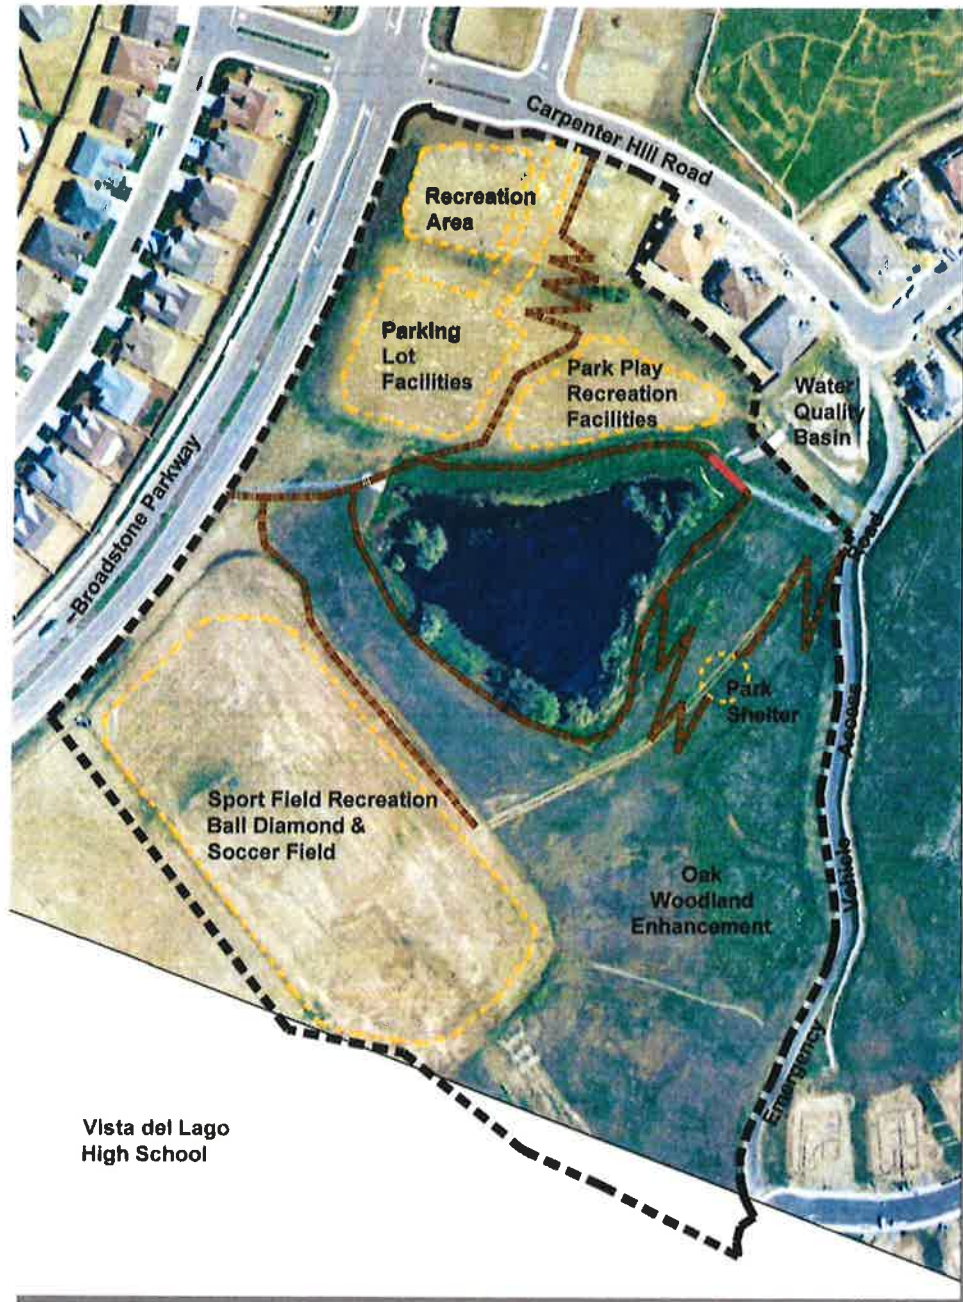 Carpenter Hill Road
Recreation
Area
Parking
Lot
Facilities
Park Play
Recreation
Facilities
Water
Quality
Basin
Broadstone Parkway
Park
Shelter
Sport Field Recreation
Ball Diamond &
Soccer Field
Oak
Woodland
Enhancement
Emergency Vehicle Access Road
Vista del Lago
High School